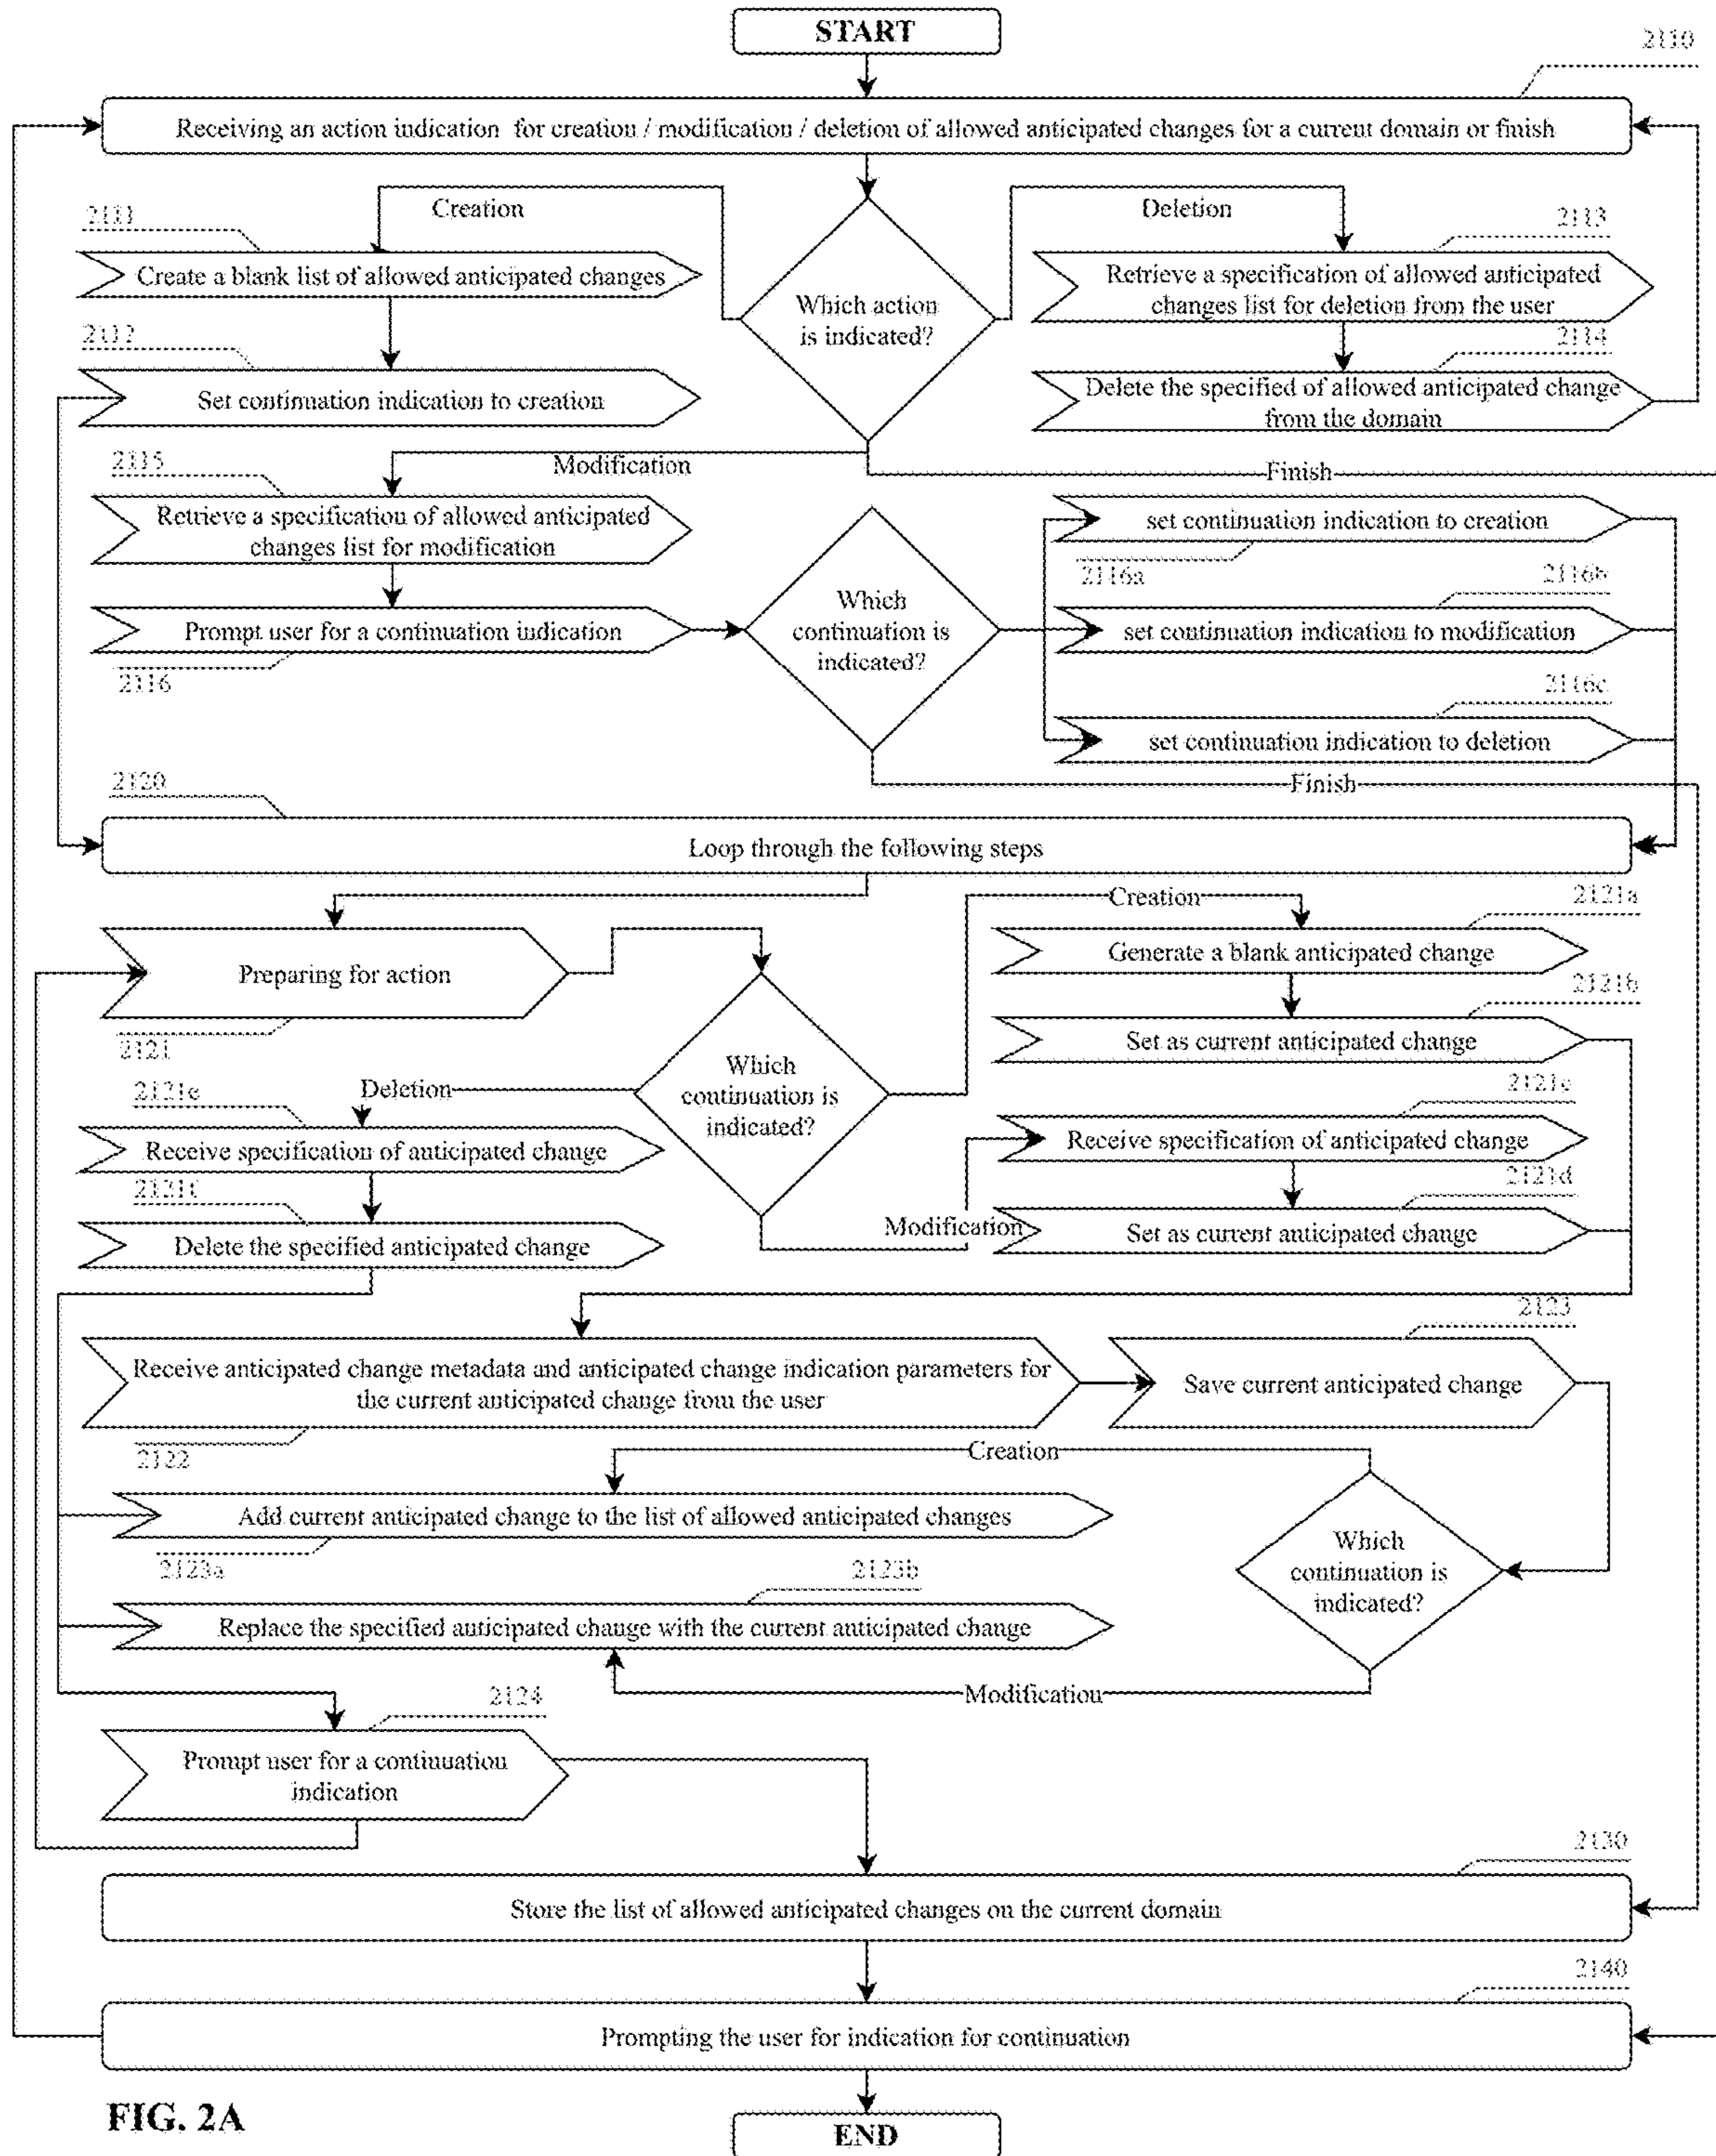 START
2110
Receiving an action indication for creation / modification / deletion of allowed anticipated changes for a current domain or finish
Creation
Deletion
2111
2113
Create a blank list of allowed anticipated changes
Which action
is indicated?
Retrieve a specification of allowed anticipated
changes list for deletion from the user
2112
2114
Set continuation indication to creation
Delete the specified of allowed anticipated change
from the domain
2115
Modification
Finish
Retrieve a specification of allowed anticipated
changes list for modification
set continuation indication to creation
2116a
2116b
Prompt user for a continuation indication
Which
continuation is
indicated?
set continuation indication to modification
2116
2116c
set continuation indication to deletion
2120
Finish
Loop through the following steps
Creation
2121a
Preparing for action
Generate a blank anticipated change
2121b
2121
Set as current anticipated change
Which
continuation is
indicated?
2121e
Deletion
2121c
Receive specification of anticipated change
Receive specification of anticipated change
2121f
2121d
Modification
Delete the specified anticipated change
Set as current anticipated change
2123
Receive anticipated change metadata and anticipated change indication parameters for
the current anticipated change from the user
Save current anticipated change
2122
Creation
Add current anticipated change to the list of allowed anticipated changes
2123a
2123b
Which
continuation is
indicated?
Replace the specified anticipated change with the current anticipated change
2124
Modification
Prompt user for a continuation
indication
2130
Store the list of allowed anticipated changes on the current domain
2140
Prompting the user for indication for continuation
FIG. 2A
END